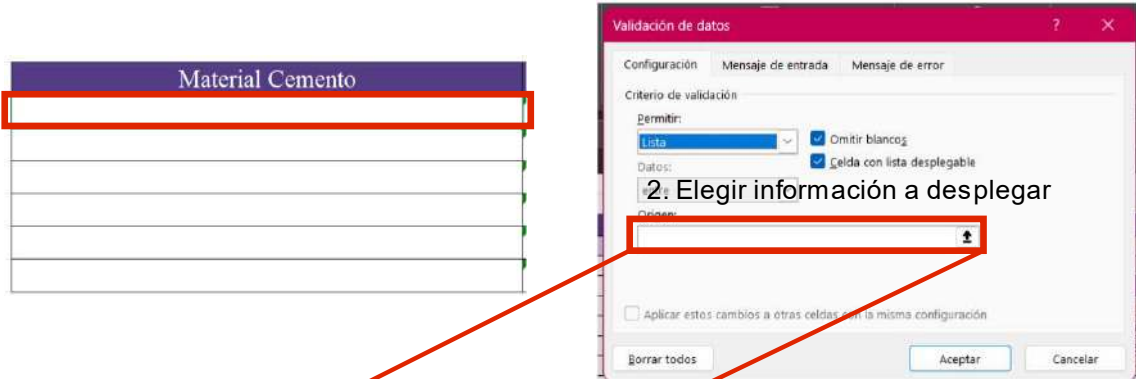 Material Cemento
Validación de datos
Configuración
Mensaje de entrada
Mensaje de error
Criterio de validación
Permitir:
Lista
Omitir blancos
Celda con lista desplegable
Datos:
2. Elegir información a desplegar
Origen:
Aplicar estos cambios a otras celdas con la misma configuración
Borrar todos
Aceptar
Cancelar